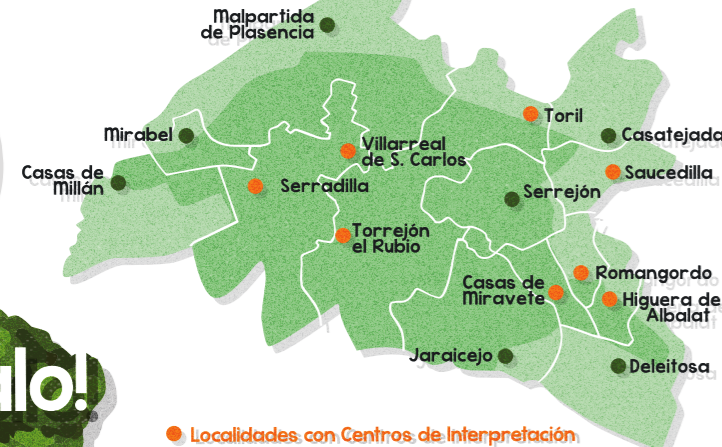 Malpartida
de Plasencia
Toril
Mirabel
Casatejada
Villarreal
de S. Carlos
Casas de
Millán
Saucedilla
Serradilla
Serrejón
Torrejón
el Rubio
Romangordo
Casas de
Miravete
Higuera de
Albalat
Jaraicejo
Deleitosa
alo!
Localidades con Centros de Interpretación